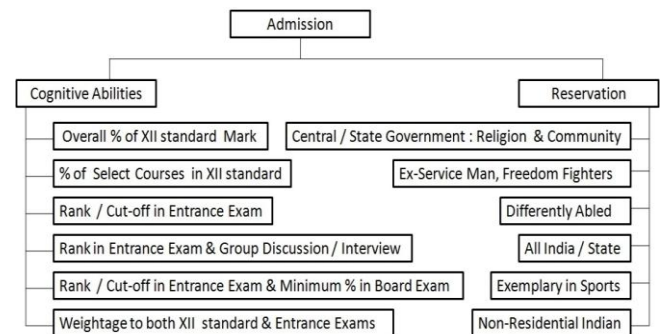 Admission
Cognitive Abilities
Reservation
Overall % of XII standard Mark
Central / State Government : Religion & Community
% of Select Courses in XII standard
Ex-Service Man, Freedom Fighters
Rank / Cut-off in Entrance Exam
Differently Abled
Rank in Entrance Exam & Group Discussion / Interview
All India / State
Rank / Cut-off in Entrance Exam & Minimum % in Board Exam
Exemplary in Sports
Weightage to both XII standard & Entrance Exams
Non-Residential Indian